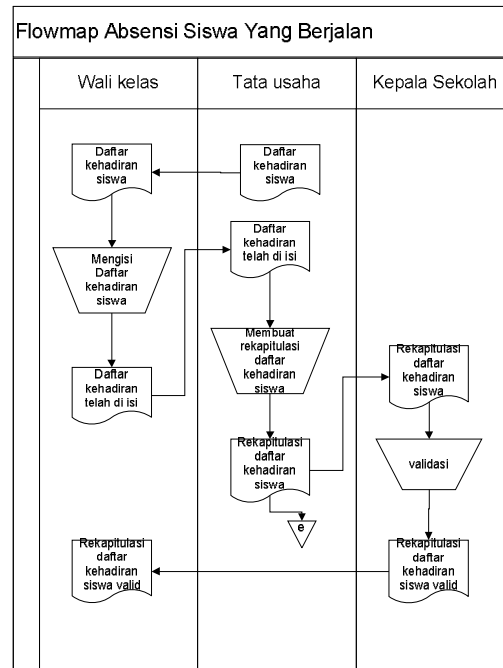 Flowmap Absensi Siswa Yang Berjalan
Wali kelas
Tata usaha
Kepala Sekolah
Daftar
kehadiran
siswa
Daftar
kehadiran
siswa
Mengisi
Daftar
kehadiran
siswa
Daftar
kehadiran
telah di isi
Daftar
kehadiran
telah di isi
Membuat
rekapitulasi
daftar
kehadiran
siswa
Rekapitulasi
daftar
kehadiran
siswa
Rekapitulasi
daftar
kehadiran
siswa
validasi
e
Rekapitulasi
daftar
kehadiran
siswa valid
Rekapitulasi
daftar
kehadiran
siswa valid